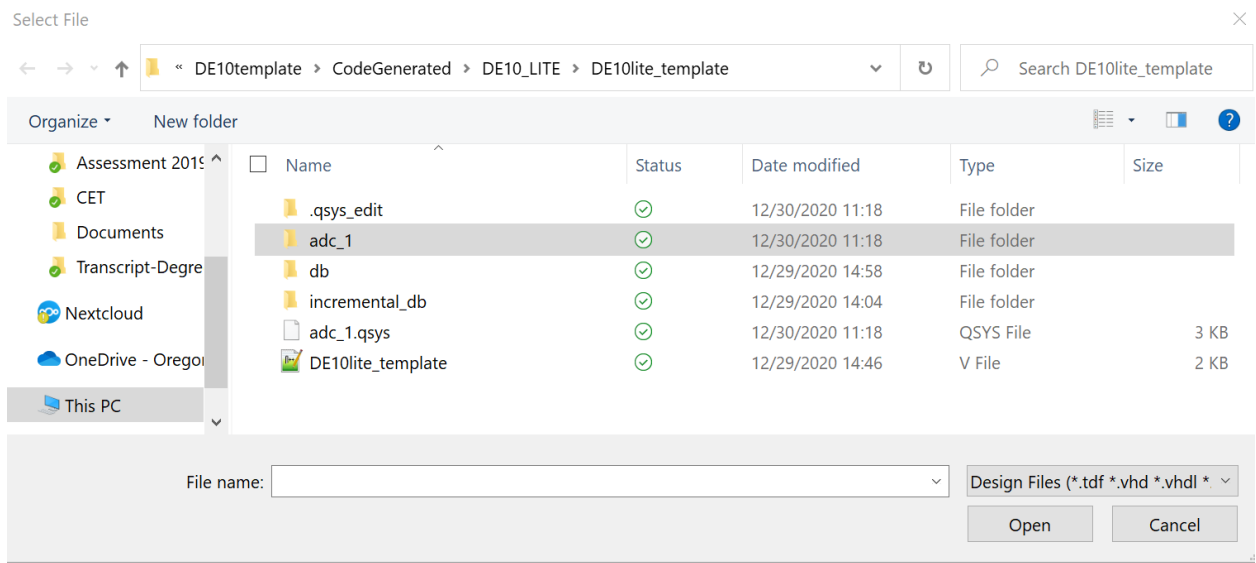 Select File
« DE10template › CodeGenerated › DE10_LITE › DE10lite_template
Search DE10lite_template
Organize New folder
?
Assessment 2019
CET
Documents
Transcript-Degre
Nextcloud
OneDrive - Oregon
This PC
Name Status Date modified Type Size
.qsys_edit 12/30/2020 11:18 File folder
adc_1 12/30/2020 11:18 File folder
db 12/29/2020 14:58 File folder
incremental_db 12/29/2020 14:04 File folder
adc_1.qsys 12/30/2020 11:18 QSYS File 3 KB
DE10lite_template 12/29/2020 14:46 V File 2 KB
File name:
Design Files (*.tdf *.vhd *.vhdl *.
Open Cancel